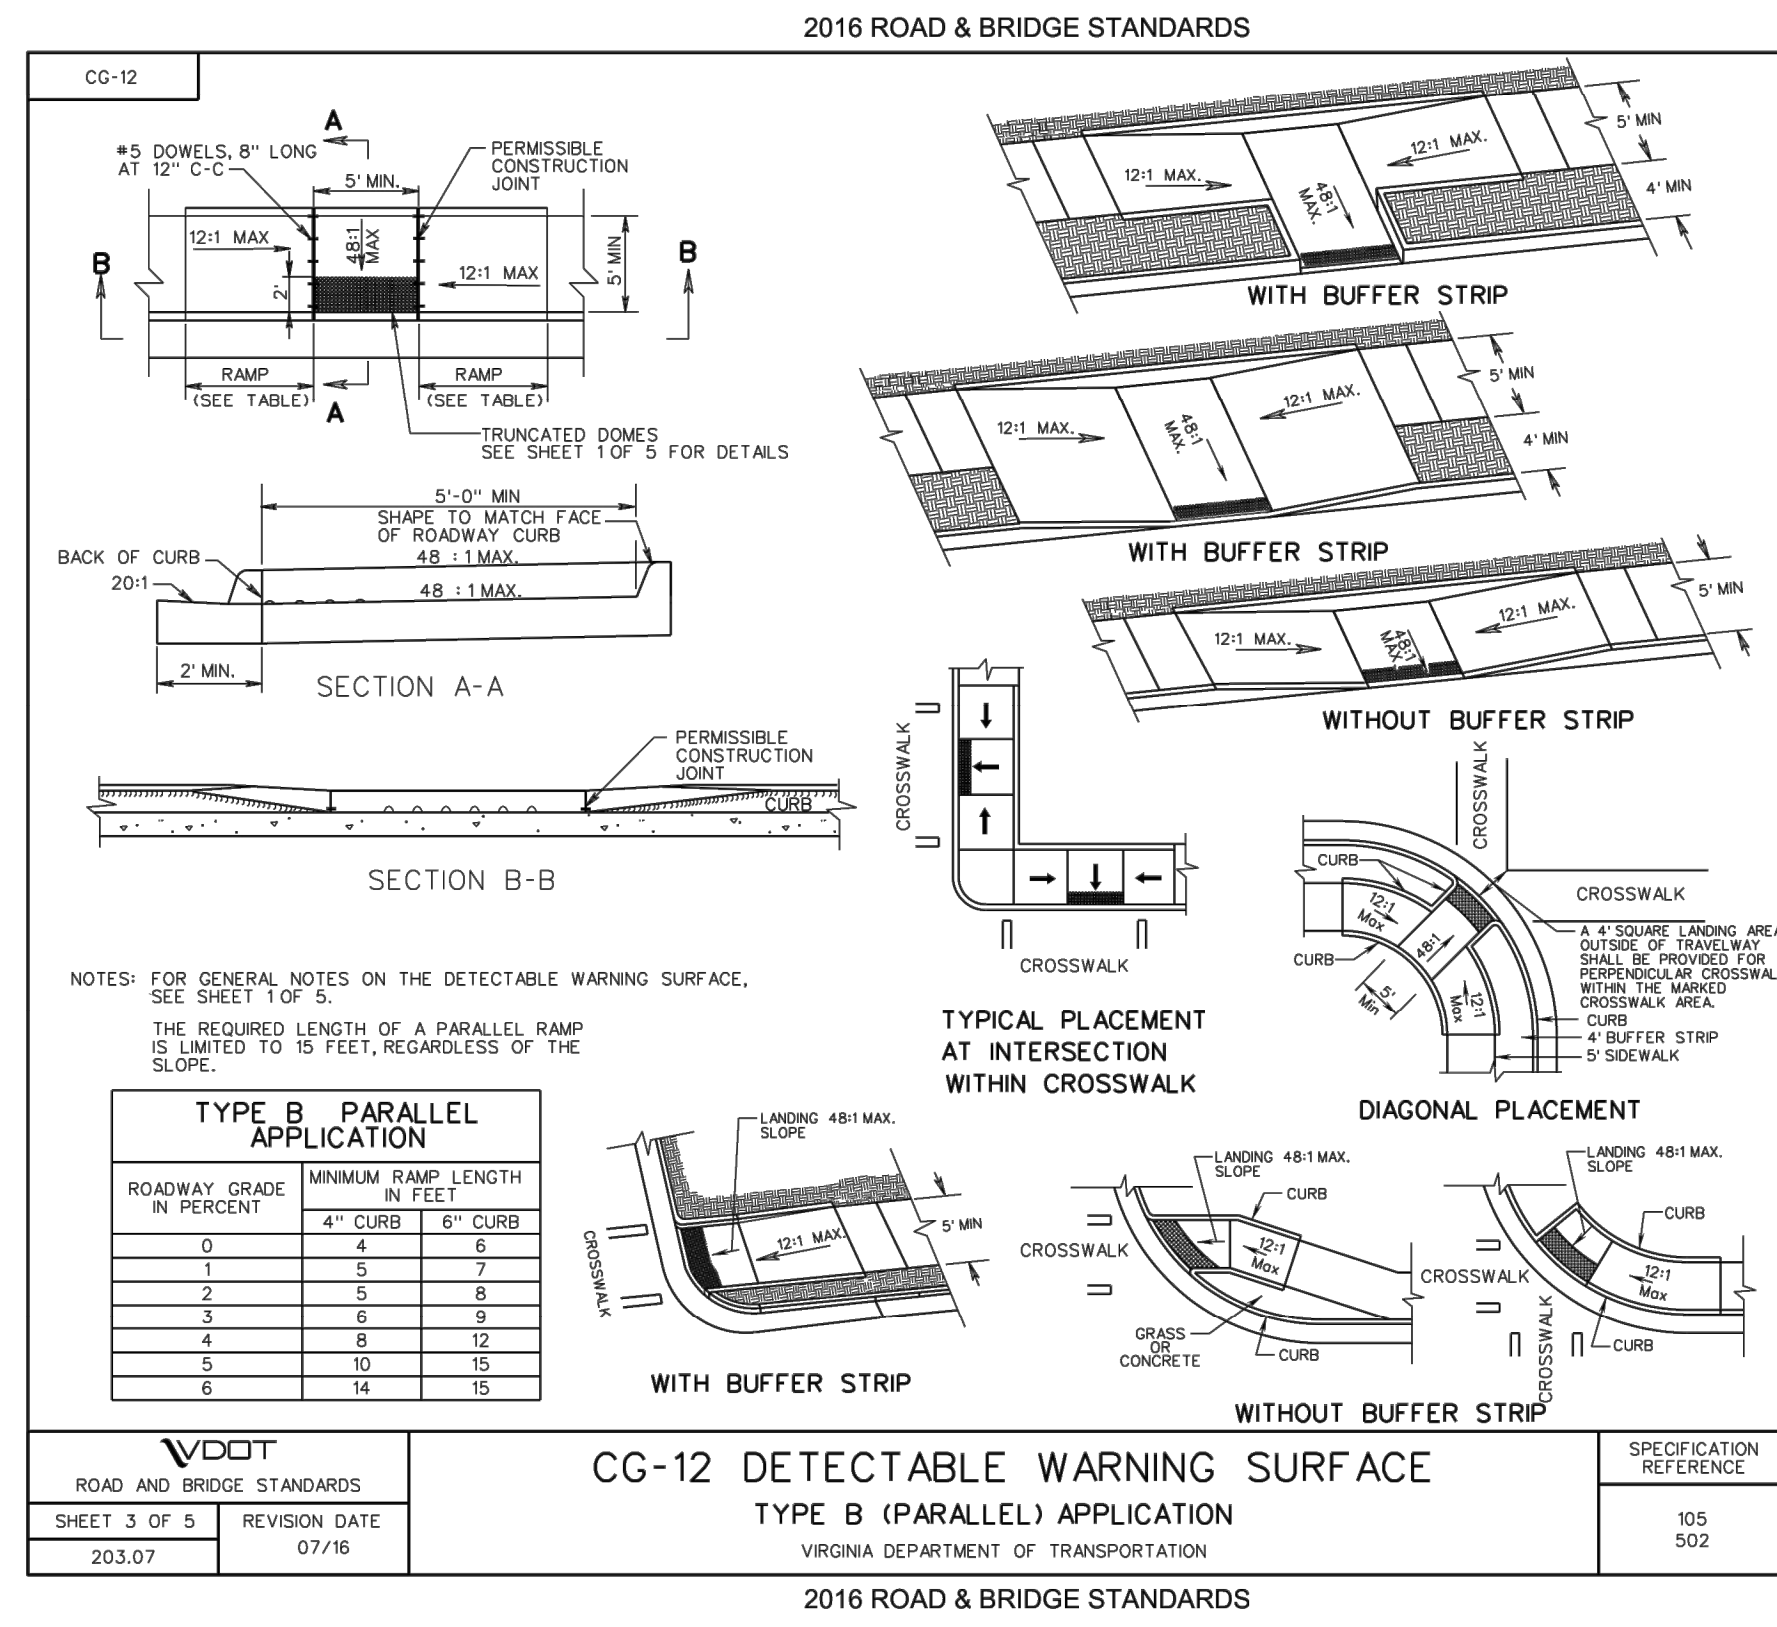 2016 ROAD & BRIDGE STANDARDS
CG-12
A
#5 DOWELS, 8" LONG
AT 12" C-C
PERMISSIBLE
CONSTRUCTION
JOINT
5' MIN.
12:1 MAX
48:1
MAX
12:1 MAX
2'
5' MIN
B
B
RAMP
(SEE TABLE)
RAMP
(SEE TABLE)
A
TRUNCATED DOMES
SEE SHEET 1 OF 5 FOR DETAILS
5'-0" MIN
SHAPE TO MATCH FACE
OF ROADWAY CURB
48 : 1 MAX.
BACK OF CURB
20:1
48 : 1 MAX.
2' MIN.
SECTION A-A
PERMISSIBLE
CONSTRUCTION
JOINT
CURB
SECTION B-B
12:1 MAX.
48:1
MAX.
12:1 MAX.
5' MIN
4' MIN
WITH BUFFER STRIP
12:1 MAX.
48:1
MAX.
12:1 MAX.
5' MIN
4' MIN
WITH BUFFER STRIP
12:1 MAX.
48:1
MAX
12:1 MAX.
5' MIN
WITHOUT BUFFER STRIP
CROSSWALK
CROSSWALK
TYPICAL PLACEMENT
AT INTERSECTION
WITHIN CROSSWALK
CROSSWALK
CROSSWALK
CURB
12:1
Max
48:1
CURB
5'
Min
12:1
Max
A 4' SQUARE LANDING AREA
OUTSIDE OF TRAVELWAY
SHALL BE PROVIDED FOR
PERPENDICULAR CROSSWAL
WITHIN THE MARKED
CROSSWALK AREA.
CURB
4' BUFFER STRIP
5' SIDEWALK
DIAGONAL PLACEMENT
NOTES: FOR GENERAL NOTES ON THE DETECTABLE WARNING SURFACE,
SEE SHEET 1 OF 5.
THE REQUIRED LENGTH OF A PARALLEL RAMP
IS LIMITED TO 15 FEET, REGARDLESS OF THE
SLOPE.
TYPE B PARALLEL
APPLICATION
ROADWAY GRADE
IN PERCENT
MINIMUM RAMP LENGTH
IN FEET
4" CURB 6" CURB
0 4 6
1 5 7
2 5 8
3 6 9
4 8 12
5 10 15
6 14 15
LANDING 48:1 MAX.
SLOPE
12:1 MAX.
5' MIN
CROSSWALK
WITH BUFFER STRIP
LANDING 48:1 MAX.
SLOPE
CURB
CROSSWALK
12:1
Max
GRASS
OR
CONCRETE
CURB
LANDING 48:1 MAX.
SLOPE
CURB
CROSSWALK
12:1
Max
CURB
CROSSWALK
WITHOUT BUFFER STRIP
VDOT
ROAD AND BRIDGE STANDARDS
SHEET 3 OF 5
REVISION DATE
07/16
203.07
CG-12 DETECTABLE WARNING SURFACE
TYPE B (PARALLEL) APPLICATION
VIRGINIA DEPARTMENT OF TRANSPORTATION
SPECIFICATION
REFERENCE
105
502
2016 ROAD & BRIDGE STANDARDS